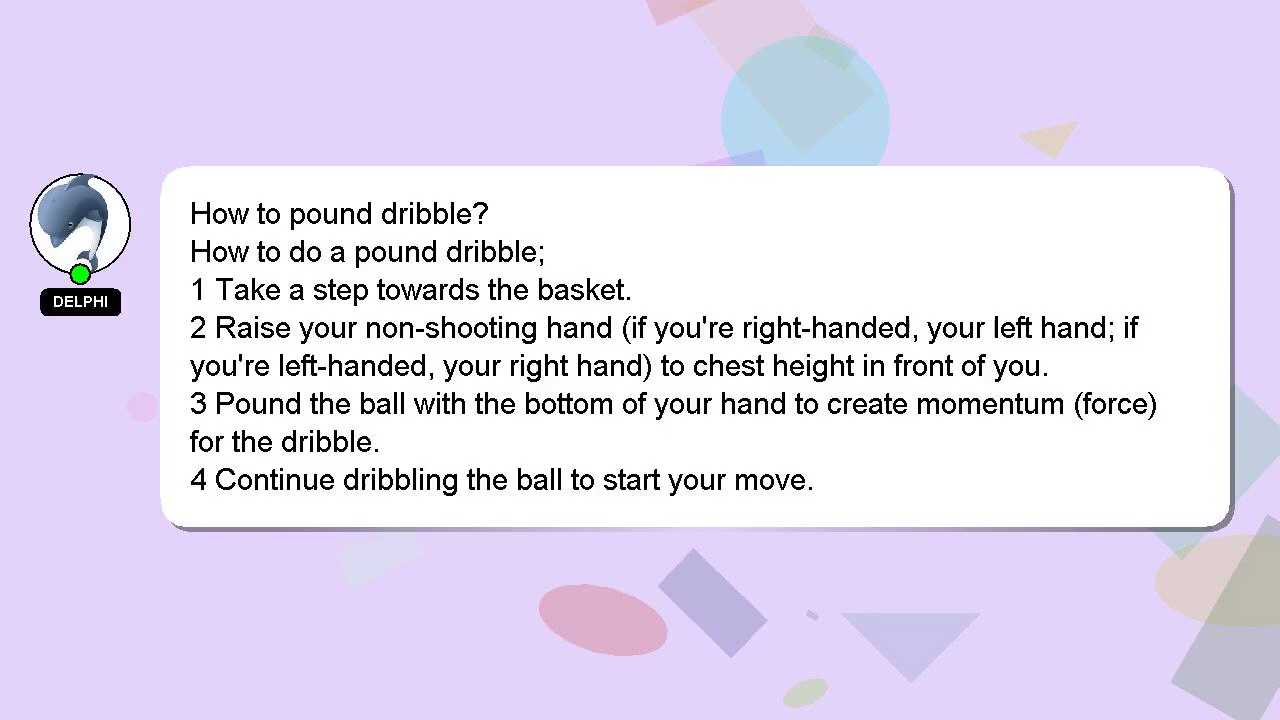 DELPHI
How to pound dribble?
How to do a pound dribble;
1 Take a step towards the basket.
2 Raise your non-shooting hand (if you're right-handed, your left hand; if
you're left-handed, your right hand) to chest height in front of you.
3 Pound the ball with the bottom of your hand to create momentum (force)
for the dribble.
4 Continue dribbling the ball to start your move.